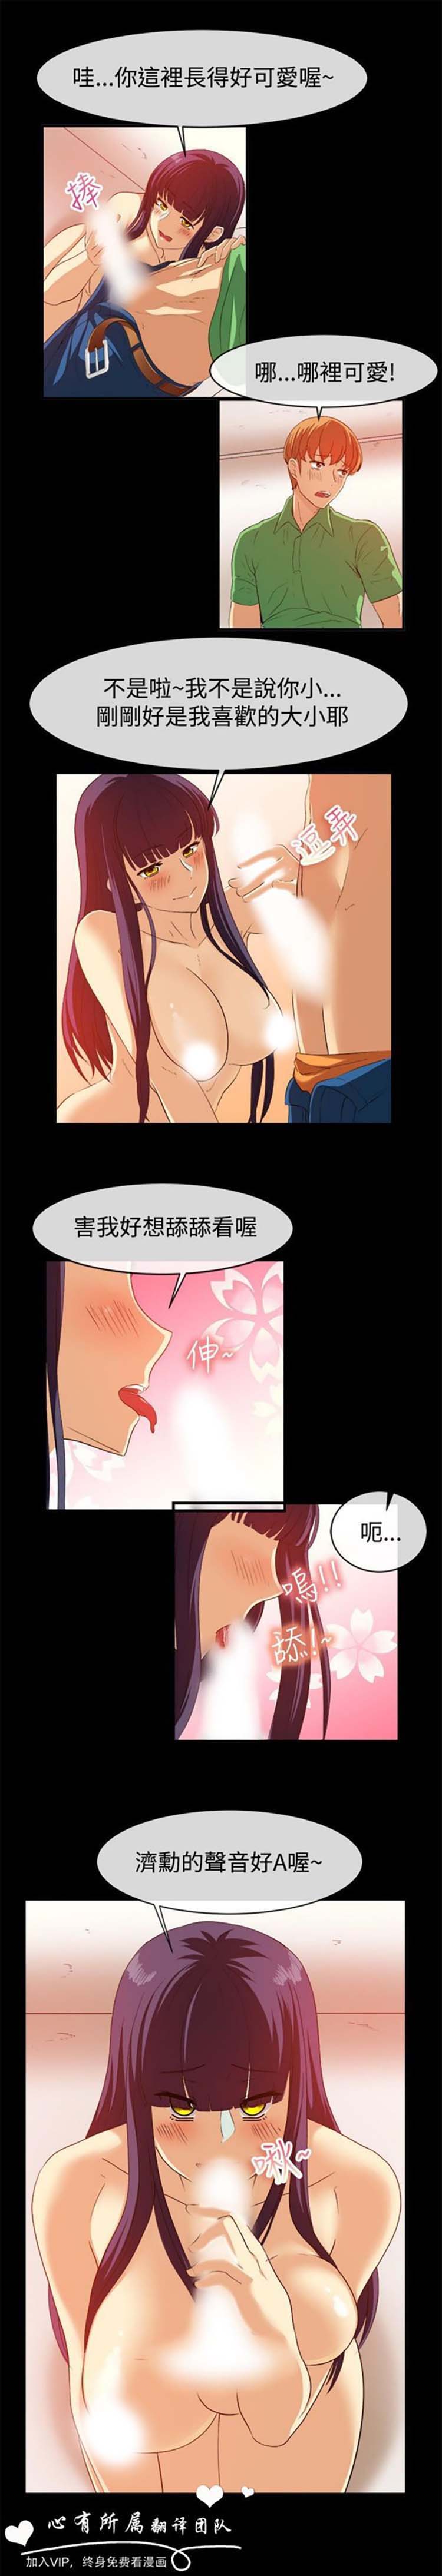 哇...你這裡長得好可愛喔~
捧
哪...哪裡可愛!
不是啦~我不是說你小...
剛剛好是我喜歡的大小耶
逗弄
害我好想舔舔看喔
伸~
呃...
嗚!!
舔!~
濟勳的聲音好A喔~
啾~
心有所属翻译团队
加入VIP，终身免费看漫画